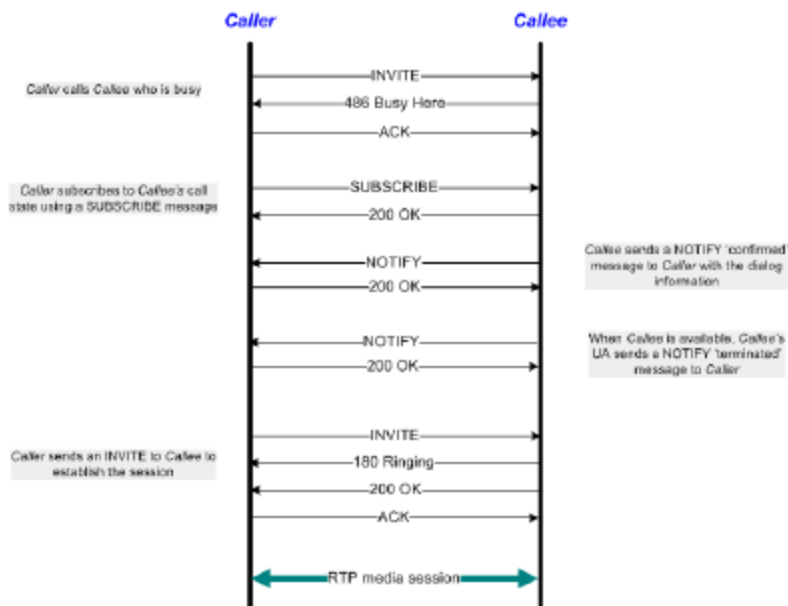 Caller
Callee
INVITE
Caller calls Callee who is busy
486 Busy Here
ACK
SUBSCRIBE
Caller subscribes to Callee's call
state using a SUBSCRIBE message
200 OK
NOTIFY
Callee sends a NOTIFY 'confirmed'
message to Caller with the dialog
information
200 OK
NOTIFY
When Callee is available, Callee's
UA sends a NOTIFY 'terminated'
message to Caller
200 OK
INVITE
Caller sends an INVITE to Callee to
establish the session
180 Ringing
200 OK
ACK
RTP media session